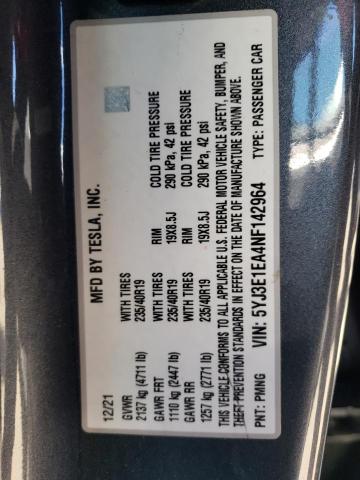 MFD BY TESLA, INC.
12/21
GVWR WITH TIRES RIM COLD TIRE PRESSURE
2137 kg (4711 lb) 235/40R19 19X8.5J 290 kPa, 42 psi
GAWR FRT WITH TIRES RIM COLD TIRE PRESSURE
1110 kg (2447 lb) 235/40R19 19X8.5J 290 kPa, 42 psi
GAWR RR
1257 kg (2771 lb) 235/40R19
THIS VEHICLE CONFORMS TO ALL APPLICABLE U.S. FEDERAL MOTOR VEHICLE SAFETY, BUMPER, AND
THEFT PREVENTION STANDARDS IN EFFECT ON THE DATE OF MANUFACTURE SHOWN ABOVE.
PNT: PMNG VIN: 5YJ3E1EA4NF142964 TYPE: PASSENGER CAR